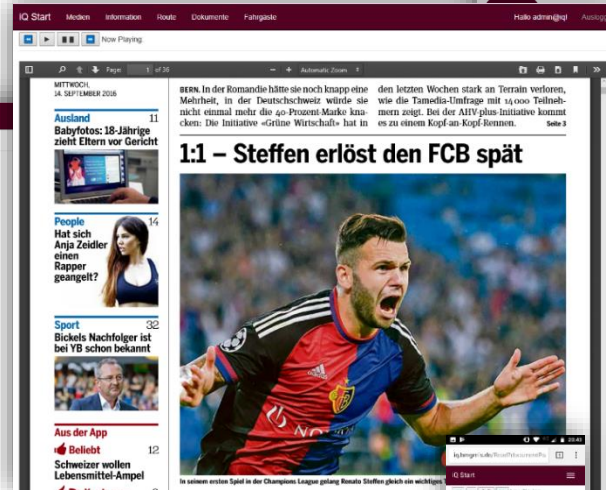 IQ Start Medien Information Route Dokumente Fahrgäste Hallo admin@iq! Auslogg
Now Playing
Page: 1 of 36 Automatic Zoom
MITTWOCH,
14. SEPTEMBER 2016
Ausland 11
Babyfotos: 18-Jährige
zieht Eltern vor Gericht
People 14
Hat sich
Anja Zeidler
einen
Rapper
geangelt?
Sport 32
Bickels Nachfolger ist
bei YB schon bekannt
Aus der App
Beliebt 12
Schweizer wollen
Lebensmittel-Ampel
BERN. In der Romandie hätte sie noch knapp eine
Mehrheit, in der Deutschschweiz würde sie
nicht einmal mehr die 40-Prozent-Marke kna-
cken: Die Initiative «Grüne Wirtschaft» hat in
den letzten Wochen stark an Terrain verloren,
wie die Tamedia-Umfrage mit 14 000 Teilneh-
mern zeigt. Bei der AHV-plus-Initiative kommt
es zu einem Kopf-an-Kopf-Rennen. Seite 3
1:1 – Steffen erlöst den FCB spät
In seinem ersten Spiel in der Champions League gelang Renato Steffen gleich ein wichtiges
20:43
IQ Start